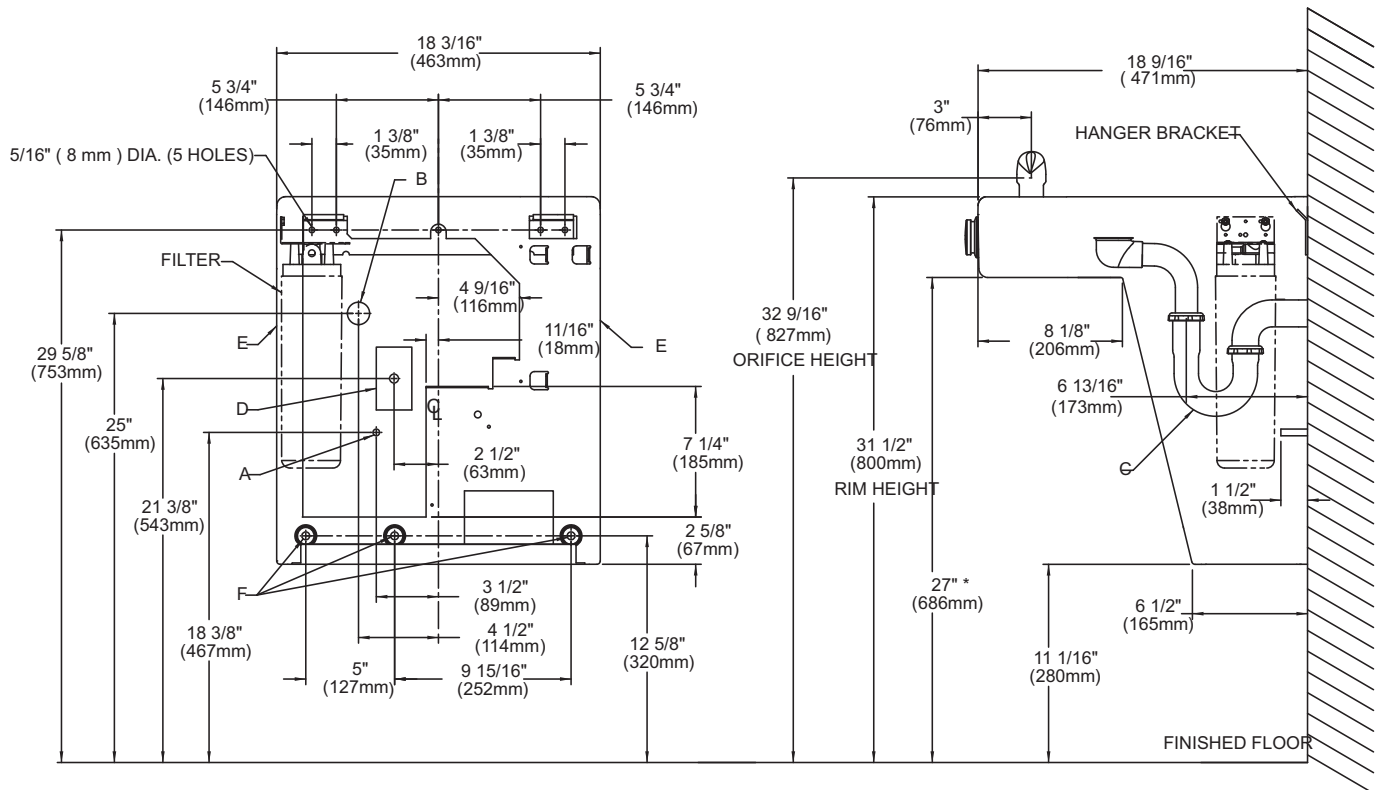 18 3/16"
(463mm)
5 3/4"
(146mm)
5 3/4"
(146mm)
1 3/8"
(35mm)
1 3/8"
(35mm)
5/16" ( 8 mm ) DIA. (5 HOLES)
B
FILTER
4 9/16"
(116mm)
11/16"
(18mm)
E
E
29 5/8"
(753mm)
D
25"
(635mm)
CL
7 1/4"
(185mm)
2 1/2"
(63mm)
A
21 3/8"
(543mm)
2 5/8"
(67mm)
F
3 1/2"
(89mm)
18 3/8"
(467mm)
4 1/2"
(114mm)
12 5/8"
(320mm)
5"
(127mm)
9 15/16"
(252mm)
18 9/16"
( 471mm)
3"
(76mm)
HANGER BRACKET
32 9/16"
( 827mm)
ORIFICE HEIGHT
8 1/8"
(206mm)
6 13/16"
(173mm)
31 1/2"
(800mm)
RIM HEIGHT
C
1 1/2"
(38mm)
27" *
(686mm)
6 1/2"
(165mm)
11 1/16"
(280mm)
FINISHED FLOOR